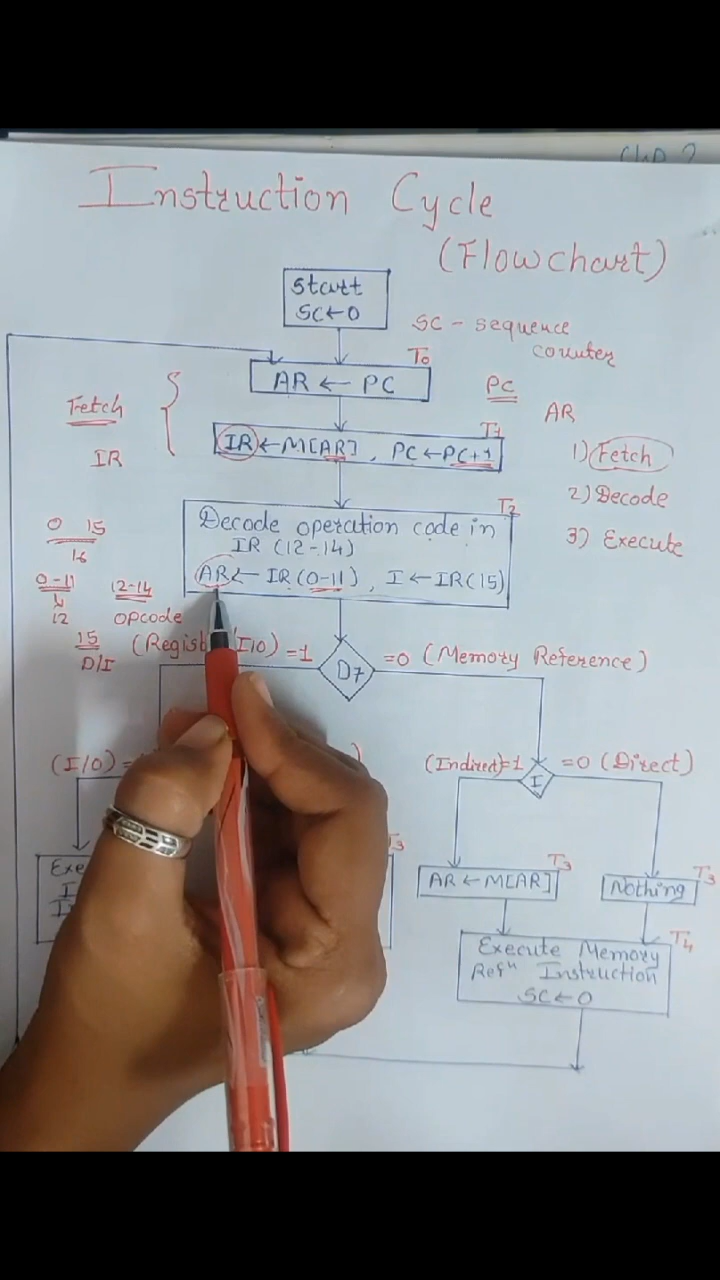 Instruction Cycle
(Flowchart)
Start
SC←0
SC - sequence
counter
T0
AR ← PC
PC
AR
Fetch
IR
T1
IR←M[AR] , PC←PC+1
1) Fetch
2) Decode
3) Execute
T2
Decode operation code in
IR (12-14)
AR← IR(0-11) , I←IR(15)
0 15
16
0-11
12
12-14
opcode
15
D/I
I/O) =1
D7
=0 (Memory Reference)
(I/O) =
(Indirect)=1
I
=0 (Direct)
T3
T3
AR←M[AR]
T3
Nothing
T4
Execute Memory
Refⁿ Instruction
SC←0